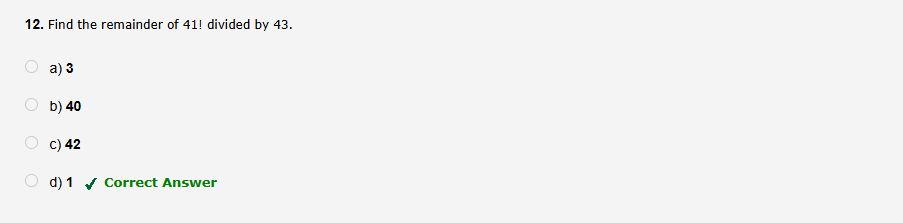 12. Find the remainder of 41! divided by 43.
a) 3
b) 40
c) 42
d) 1 ✓ Correct Answer